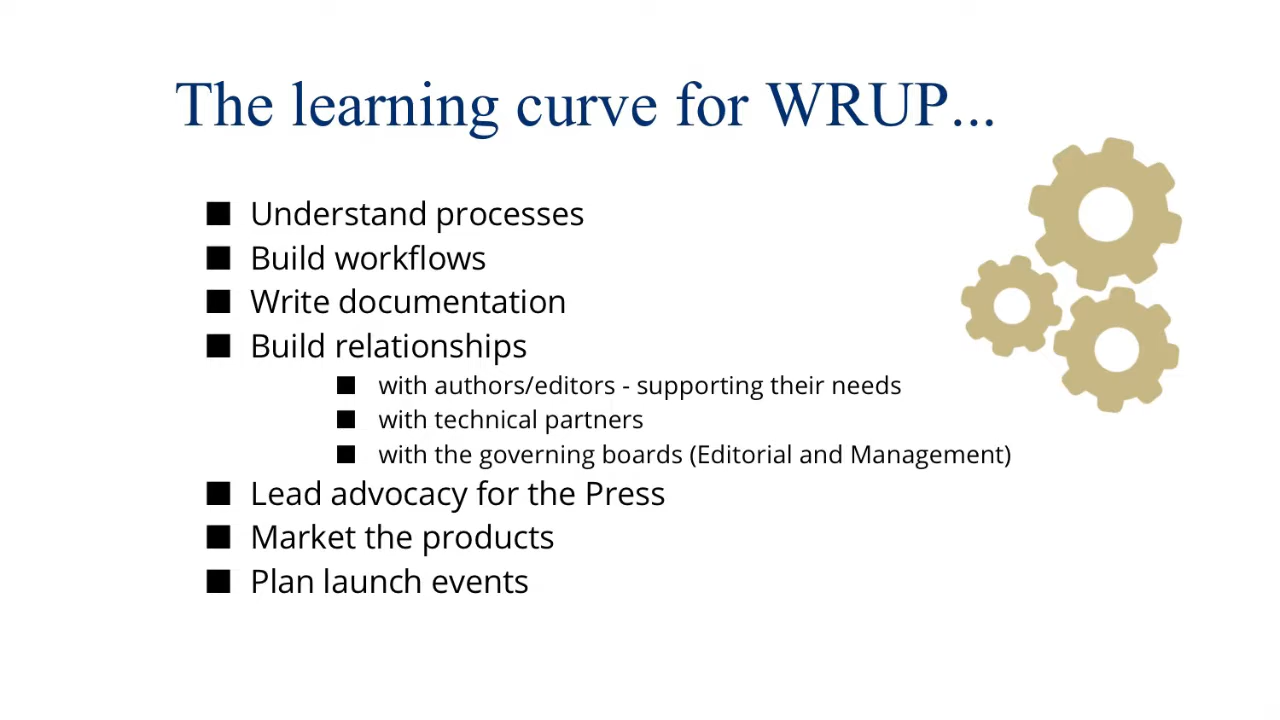 The learning curve for WRUP...
■ Understand processes
■ Build workflows
■ Write documentation
■ Build relationships
■ with authors/editors - supporting their needs
■ with technical partners
■ with the governing boards (Editorial and Management)
■ Lead advocacy for the Press
■ Market the products
■ Plan launch events